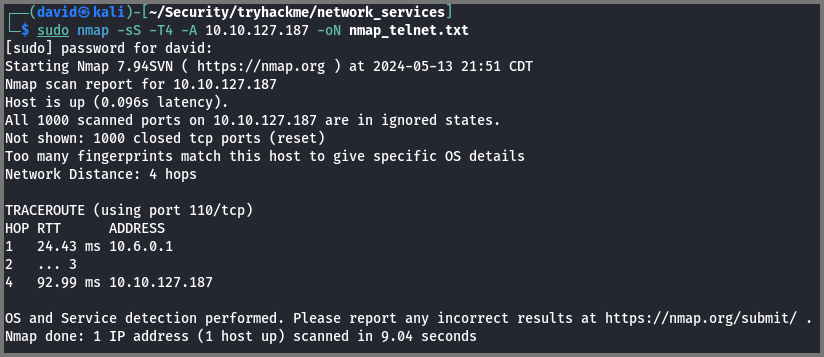 ┌──(david㉿kali)-[~/Security/tryhackme/network_services]
└─$ sudo nmap -sS -T4 -A 10.10.127.187 -oN nmap_telnet.txt
[sudo] password for david:
Starting Nmap 7.94SVN ( https://nmap.org ) at 2024-05-13 21:51 CDT
Nmap scan report for 10.10.127.187
Host is up (0.096s latency).
All 1000 scanned ports on 10.10.127.187 are in ignored states.
Not shown: 1000 closed tcp ports (reset)
Too many fingerprints match this host to give specific OS details
Network Distance: 4 hops

TRACEROUTE (using port 110/tcp)
HOP RTT      ADDRESS
1   24.43 ms 10.6.0.1
2   ... 3
4   92.99 ms 10.10.127.187

OS and Service detection performed. Please report any incorrect results at https://nmap.org/submit/ .
Nmap done: 1 IP address (1 host up) scanned in 9.04 seconds